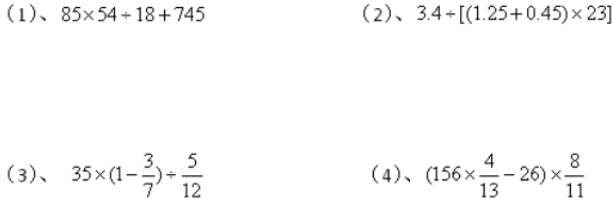 （1）、 85×54÷18+745
（2）、 3.4÷[(1.25+0.45)×23]
（3）、 35×(1-3/7)÷5/12
（4）、 (156×4/13-26)×8/11